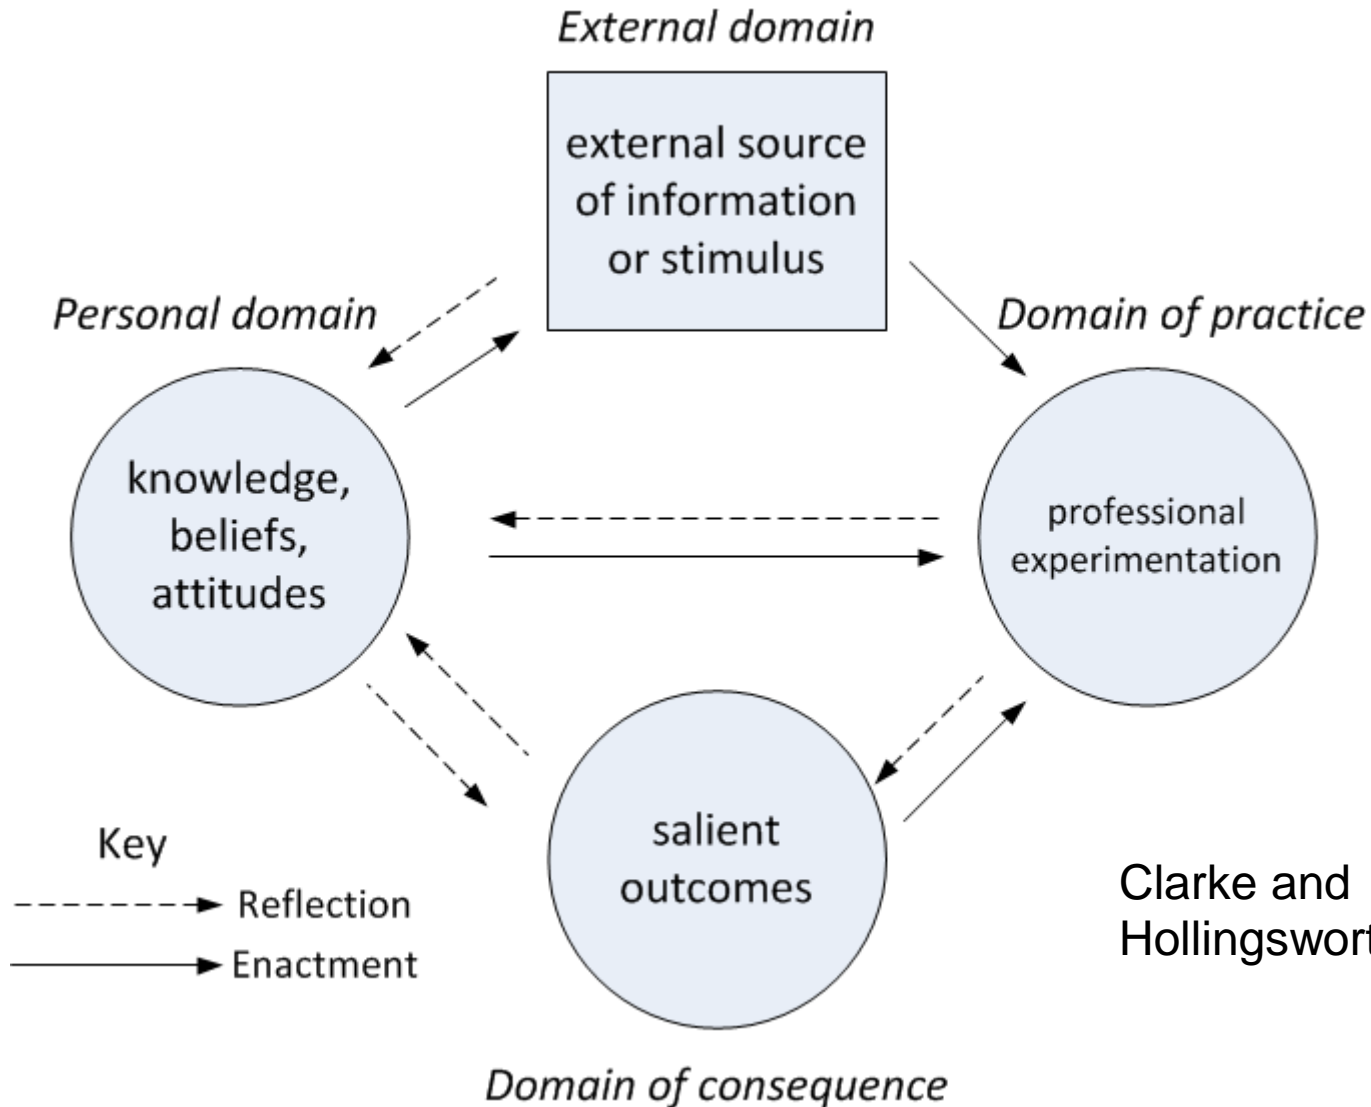 External domain
external source
of information
or stimulus
Personal domain
Domain of practice
knowledge,
beliefs,
attitudes
professional
experimentation
salient
outcomes
Key
Reflection
Enactment
Clarke and
Domain of consequence